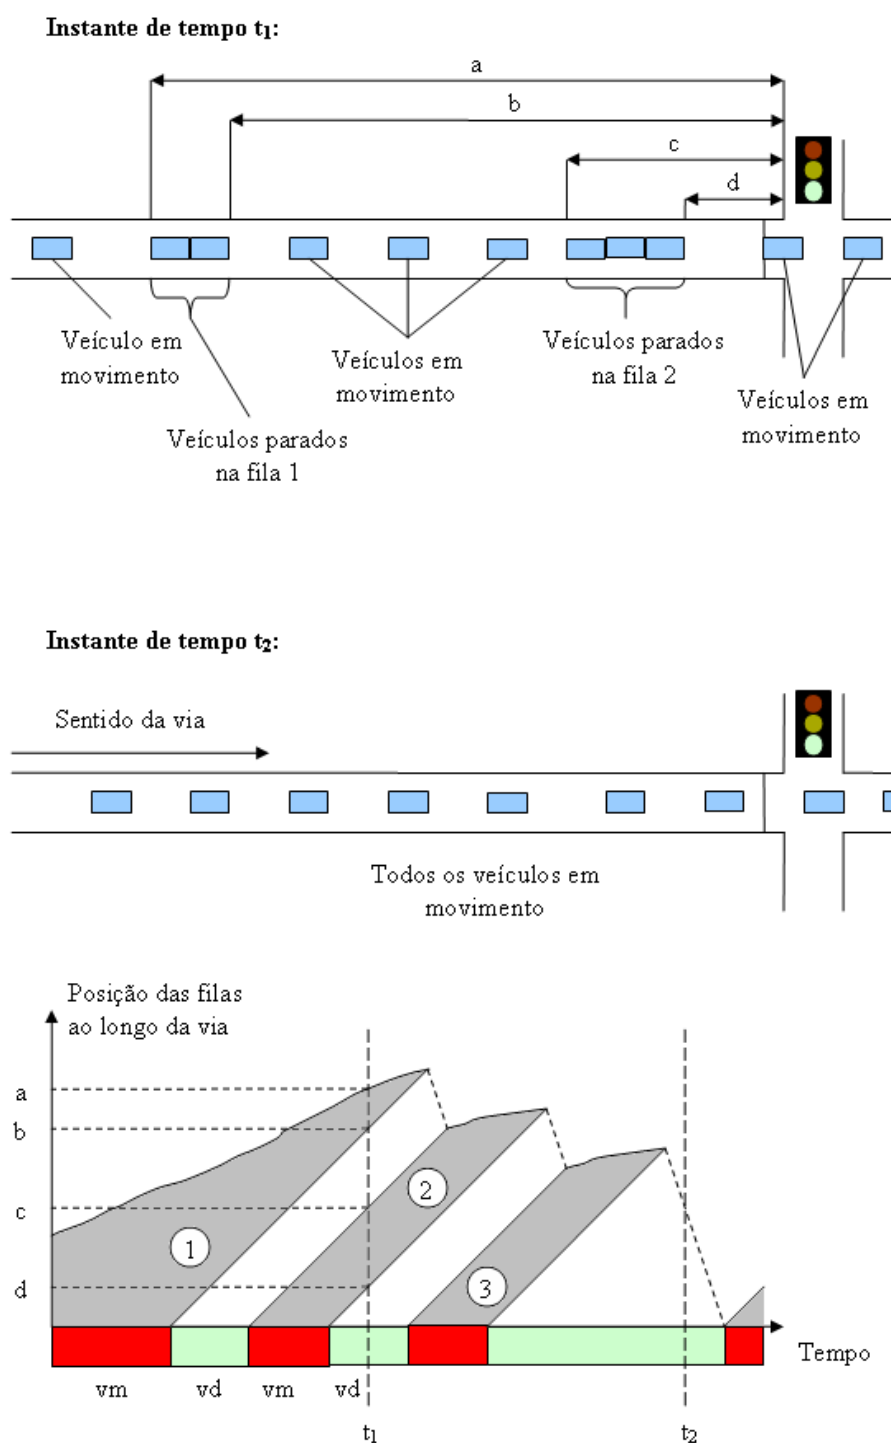 Instante de tempo t₁:
a
b
c
d
Veículo em
movimento
Veículos em
movimento
Veículos parados
na fila 2
Veículos em
movimento
Veículos parados
na fila 1
Instante de tempo t₂:
Sentido da via
Todos os veículos em
movimento
Posição das filas
ao longo da via
a
b
c
d
1
2
3
Tempo
vm vd vm vd
t₁ t₂